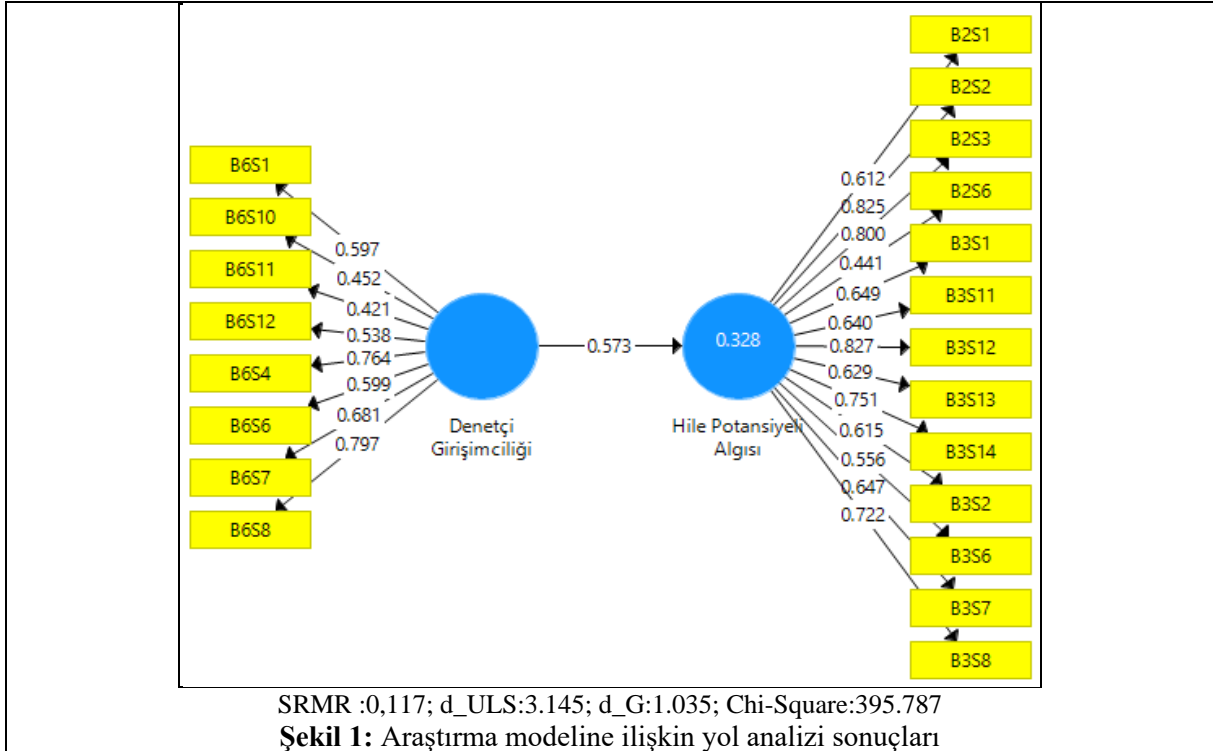 B2S1
B2S2
B2S3
B2S6
B3S1
B3S11
B3S12
B3S13
B3S14
B3S2
B3S6
B3S7
B3S8
B6S1
B6S10
B6S11
B6S12
B6S4
B6S6
B6S7
B6S8
0.597
0.452
0.421
0.538
0.764
0.599
0.681
0.797
Denetçi
Girişimciliği
0.573
0.328
Hile Potansiyeli
Algısı
0.612
0.825
0.800
0.441
0.649
0.640
0.827
0.629
0.751
0.615
0.556
0.647
0.722
SRMR :0,117; d_ULS:3.145; d_G:1.035; Chi-Square:395.787
Şekil 1: Araştırma modeline ilişkin yol analizi sonuçları